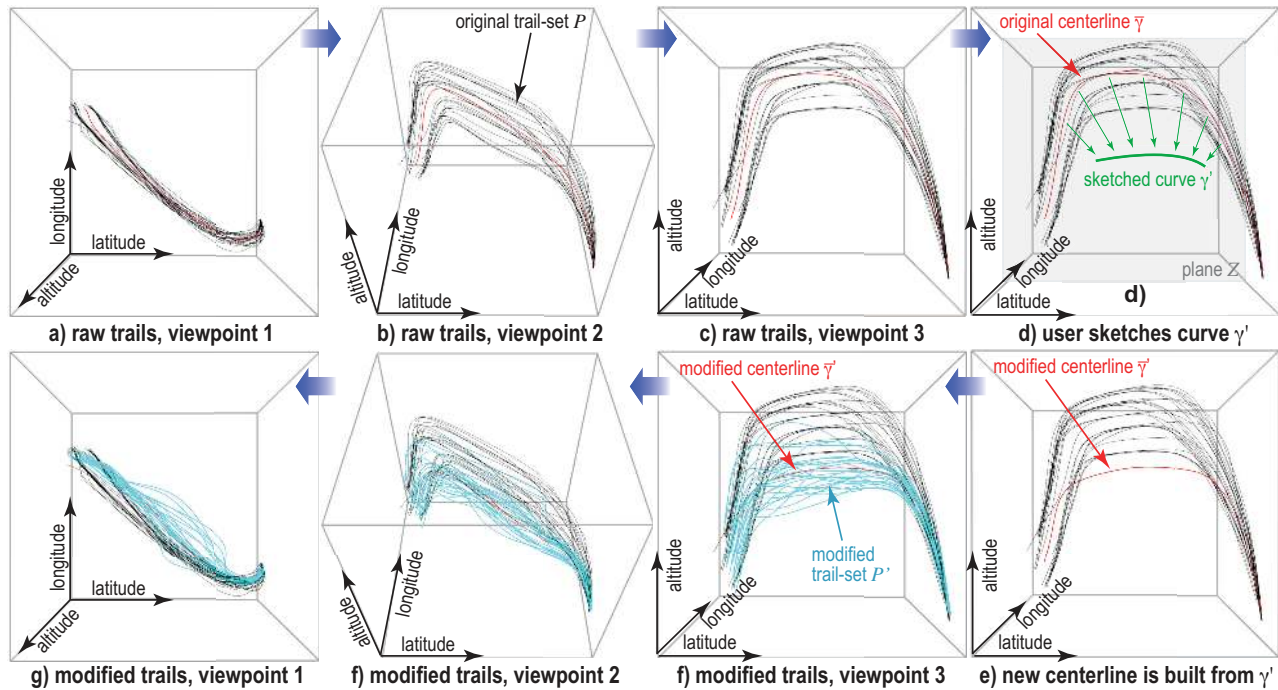 original trail-set P
original centerline γ̅
sketched curve γ'
longitude
latitude
altitude
altitude
longitude
latitude
altitude
longitude
latitude
altitude
longitude
latitude
plane Z
d)
a) raw trails, viewpoint 1
b) raw trails, viewpoint 2
c) raw trails, viewpoint 3
d) user sketches curve γ'
modified centerline γ̅'
modified centerline γ̅'
modified
trail-set P'
longitude
latitude
altitude
altitude
longitude
latitude
altitude
longitude
latitude
altitude
longitude
latitude
g) modified trails, viewpoint 1
f) modified trails, viewpoint 2
f) modified trails, viewpoint 3
e) new centerline is built from γ'